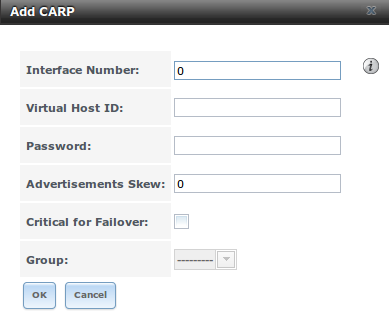 Add CARP
Interface Number: 0
Virtual Host ID:
Password:
Advertisements Skew: 0
Critical for Failover:
Group: ---------
OK Cancel